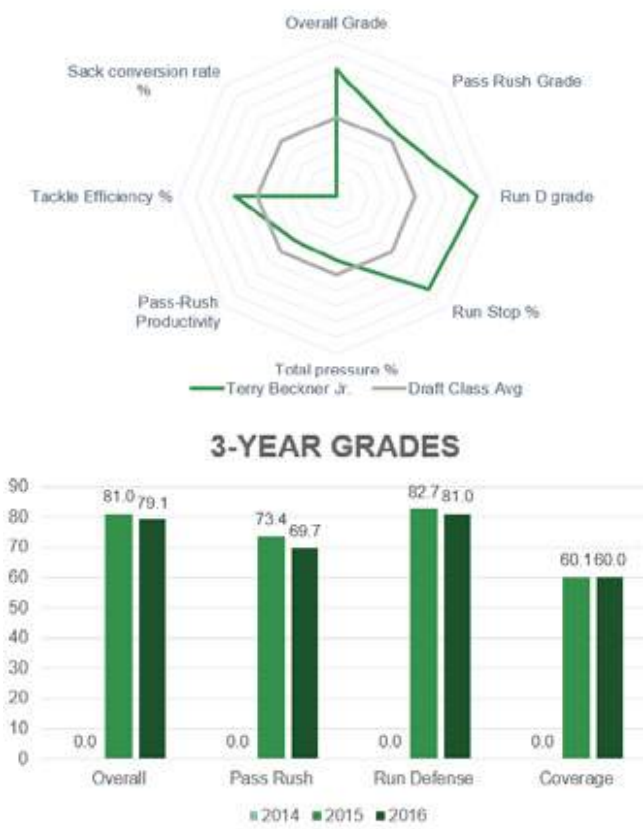 Overall Grade
Sack conversion rate
%
Pass Rush Grade
Tackle Efficiency %
Run D grade
Pass-Rush
Productivity
Run Stop %
Total pressure %
Terry Beckner Jr.
Draft Class Avg
3-YEAR GRADES
90
80
70
60
50
40
30
20
10
0
0.0 81.0 79.1
0.0 73.4 69.7
0.0 82.7 81.0
0.0 60.1 60.0
Overall Pass Rush Run Defense Coverage
2014 2015 2016